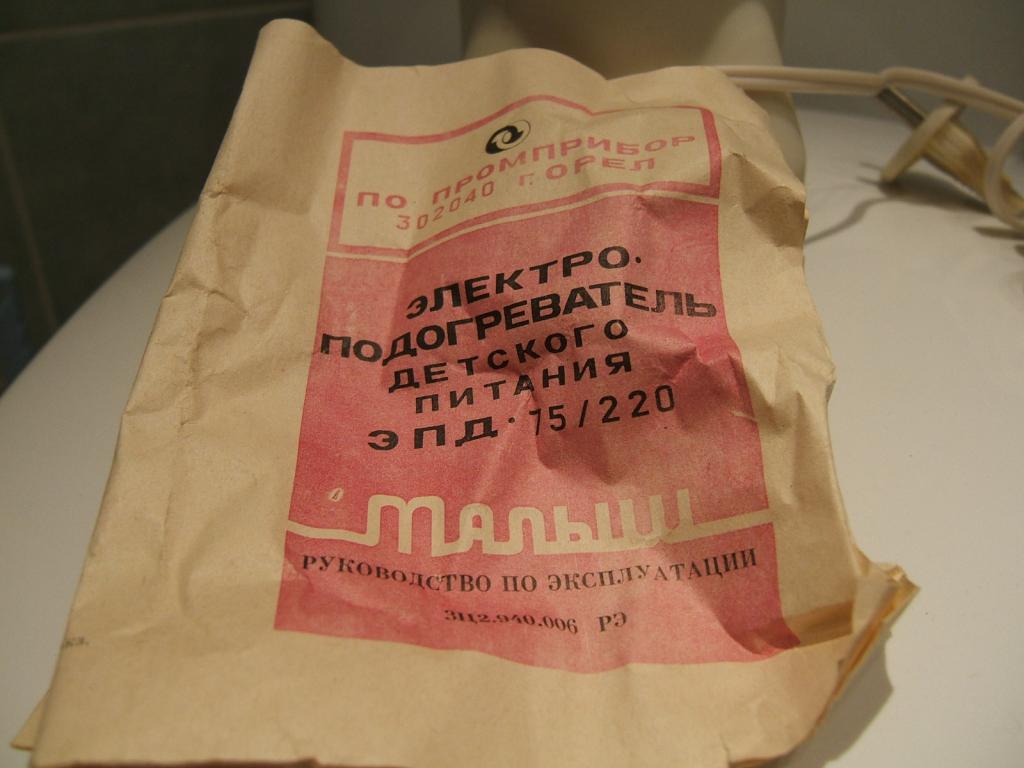 ПО ПРОМПРИБОР
302040 Г. ОРЕЛ
ЭЛЕКТРО.
ПОДОГРЕВАТЕЛЬ
ДЕТСКОГО
ПИТАНИЯ
ЭПД·75/220
МАЛЫШ
РУКОВОДСТВО ПО ЭКСПЛУАТАЦИИ
3Ц2.940.006 РЭ